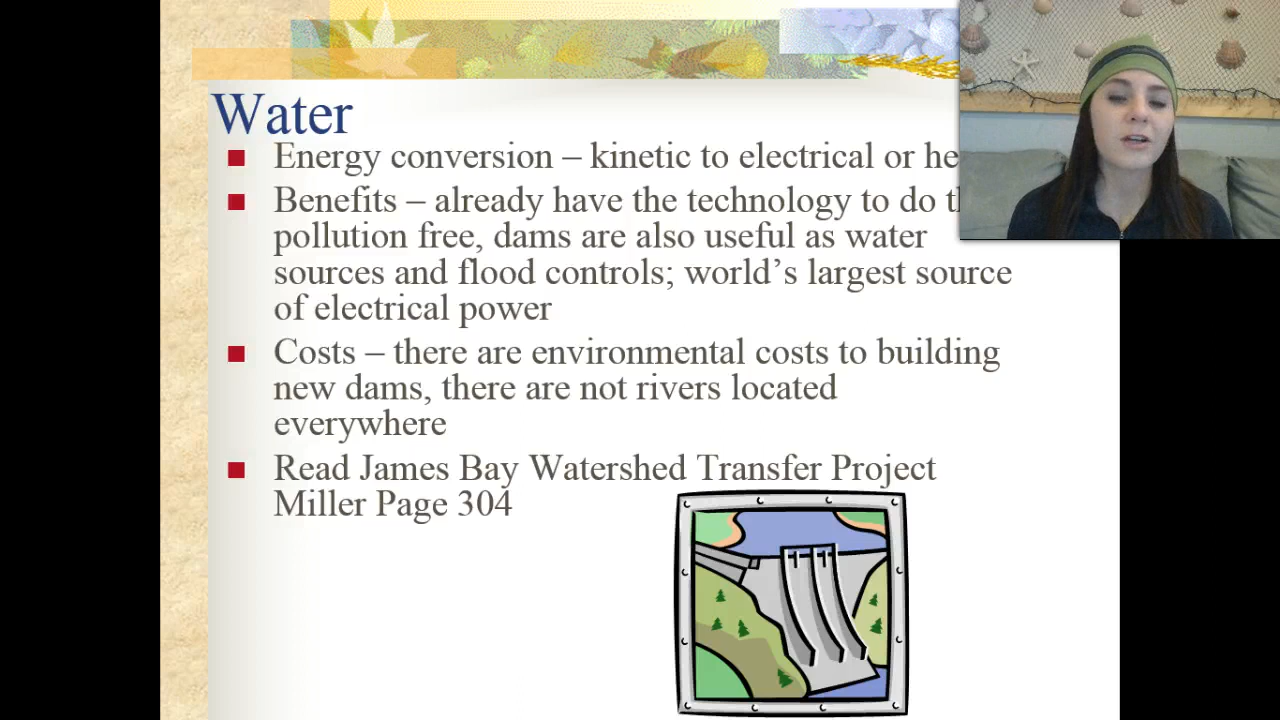 Water
Energy conversion – kinetic to electrical or
Benefits – already have the technology to do
pollution free, dams are also useful as water
sources and flood controls; world's largest source
of electrical power
Costs – there are environmental costs to building
new dams, there are not rivers located
everywhere
Read James Bay Watershed Transfer Project
Miller Page 304